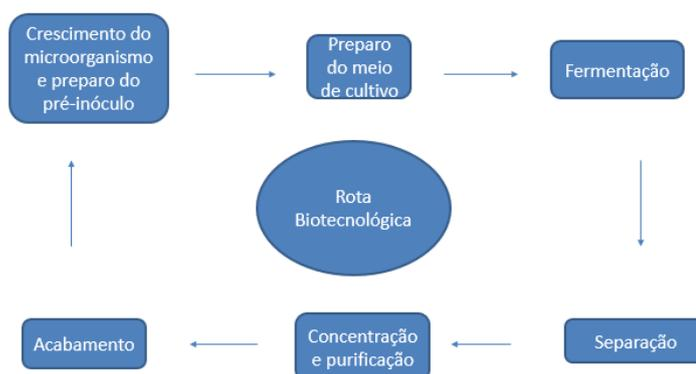 Crescimento do
microorganismo
e preparo do
pré-inóculo
Preparo
do meio
de cultivo
Fermentação
Rota
Biotecnológica
Acabamento
Concentração
e purificação
Separação